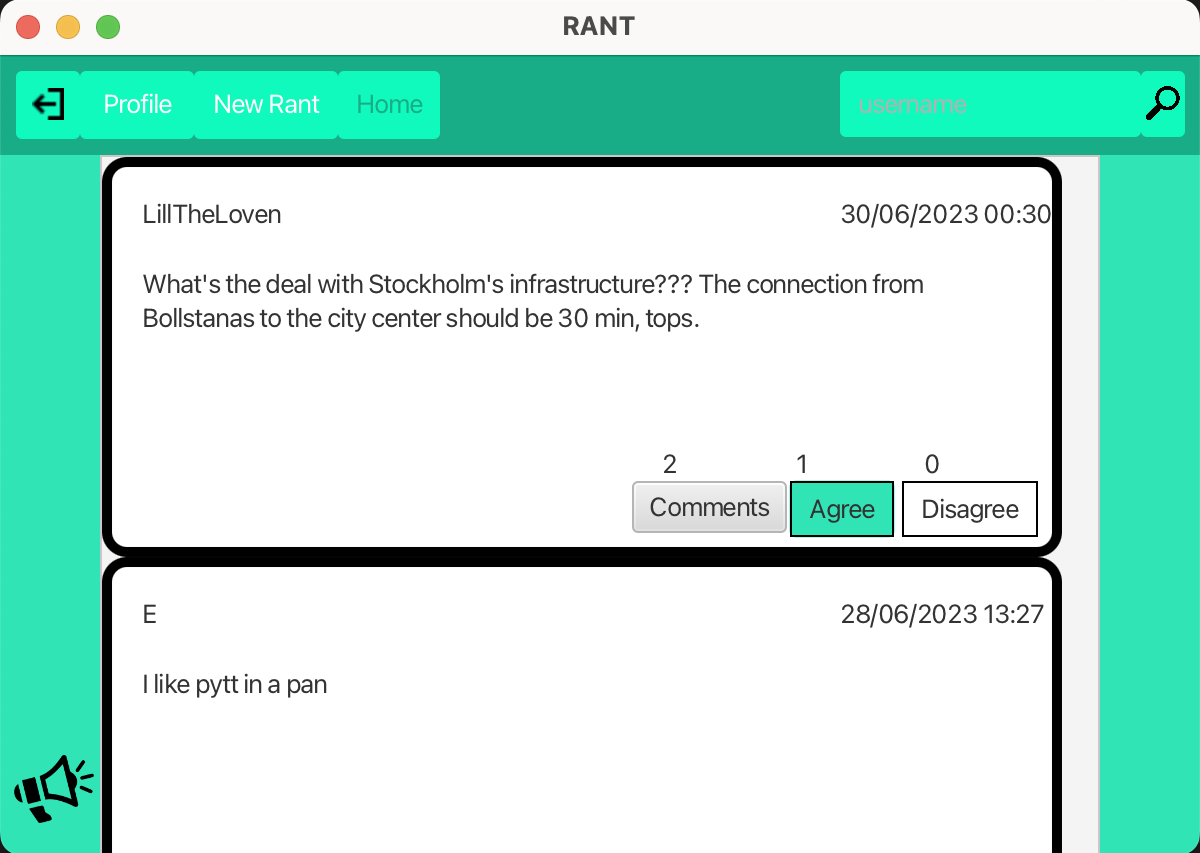 RANT
Profile
New Rant
Home
username
LillTheLoven
30/06/2023 00:30
What's the deal with Stockholm's infrastructure??? The connection from
Bollstanas to the city center should be 30 min, tops.
2
1
0
Comments
Agree
Disagree
E
28/06/2023 13:27
I like pytt in a pan